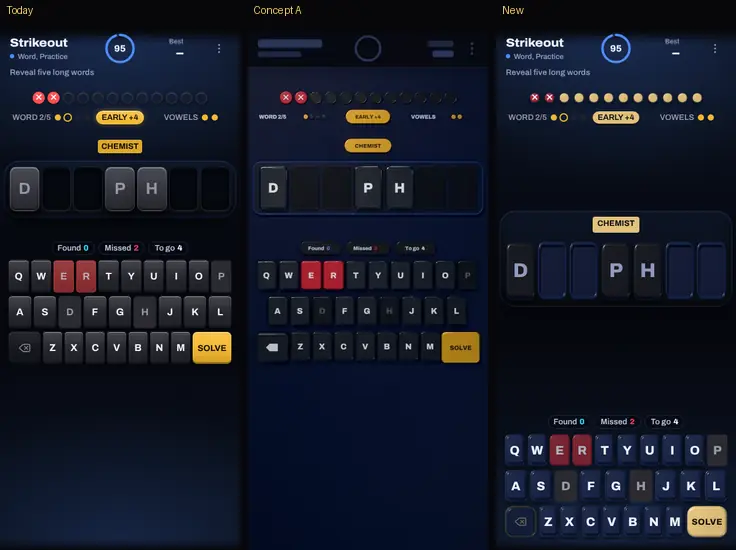 Today
Concept A
New
Strikeout
Word, Practice
95
Best
Reveal five long words
WORD 2/5
EARLY +4
VOWELS
CHEMIST
D P H
Found 0
Missed 2
To go 4
Q W E R T Y U I O P
A S D F G H J K L
Z X C V B N M SOLVE
WORD 2/5
EARLY +4
VOWELS
CHEMIST
D P H
Found 0
Missed 2
To go 4
Q W E R T Y U I O P
A S D F G H J K L
Z X C V B N M SOLVE
Strikeout
Word, Practice
95
Best
Reveal five long words
WORD 2/5
EARLY +4
VOWELS
CHEMIST
D P H
Found 0
Missed 2
To go 4
Q W E R T Y U I O P
A S D F G H J K L
Z X C V B N M SOLVE